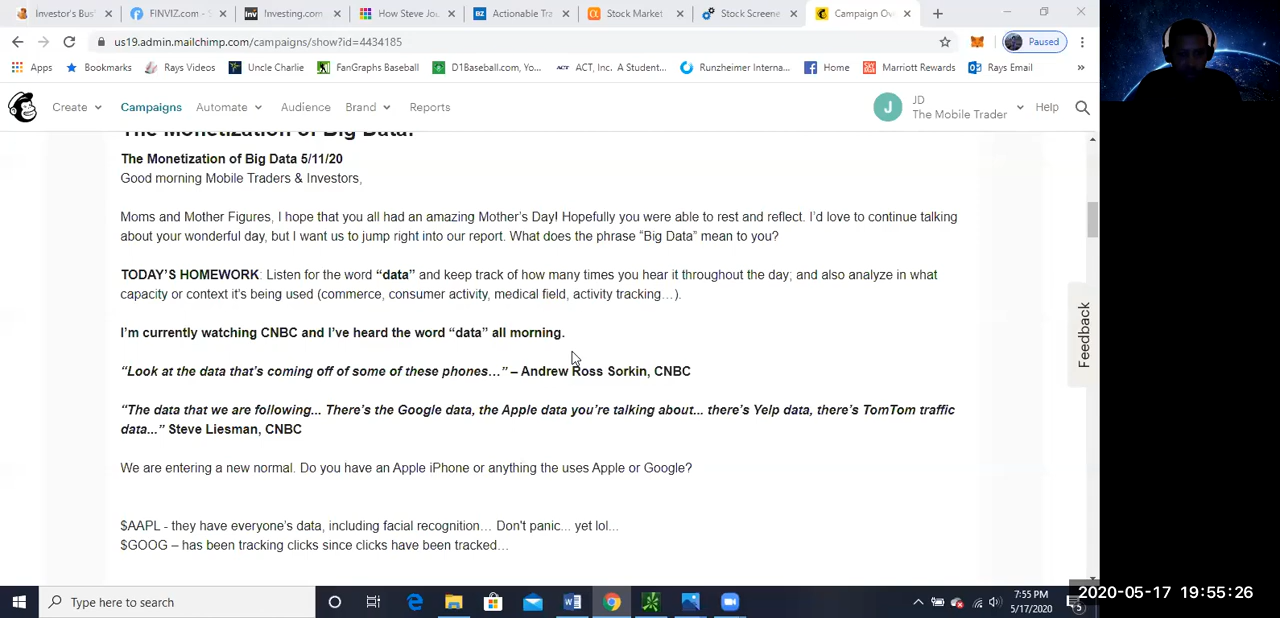 Investor's Bus
FINVIZ.com - S
Investing.com
How Steve Jo
Actionable Tra
Stock Market
Stock Screene
Campaign Ov
us19.admin.mailchimp.com/campaigns/show?id=4434185
Paused
Apps
Bookmarks
Rays Videos
Uncle Charlie
FanGraphs Baseball
D1Baseball.com, Yo...
ACT, Inc. A Student...
Runzheimer Interna...
Home
Marriott Rewards
Rays Email
»
Create
Campaigns
Automate
Audience
Brand
Reports
J
JD
The Mobile Trader
Help
The Monetization of Big Data!
The Monetization of Big Data 5/11/20
Good morning Mobile Traders & Investors,
Moms and Mother Figures, I hope that you all had an amazing Mother's Day! Hopefully you were able to rest and reflect. I'd love to continue talking
about your wonderful day, but I want us to jump right into our report. What does the phrase “Big Data” mean to you?
TODAY'S HOMEWORK: Listen for the word “data” and keep track of how many times you hear it throughout the day; and also analyze in what
capacity or context it's being used (commerce, consumer activity, medical field, activity tracking…).
I'm currently watching CNBC and I've heard the word “data” all morning.
“Look at the data that's coming off of some of these phones…” – Andrew Ross Sorkin, CNBC
“The data that we are following... There's the Google data, the Apple data you're talking about... there's Yelp data, there's TomTom traffic
data...” Steve Liesman, CNBC
We are entering a new normal. Do you have an Apple iPhone or anything the uses Apple or Google?
$AAPL - they have everyone's data, including facial recognition… Don't panic... yet lol...
$GOOG – has been tracking clicks since clicks have been tracked…
Feedback
Type here to search
7:55 PM
5/17/2020
5
2020-05-17 19:55:26